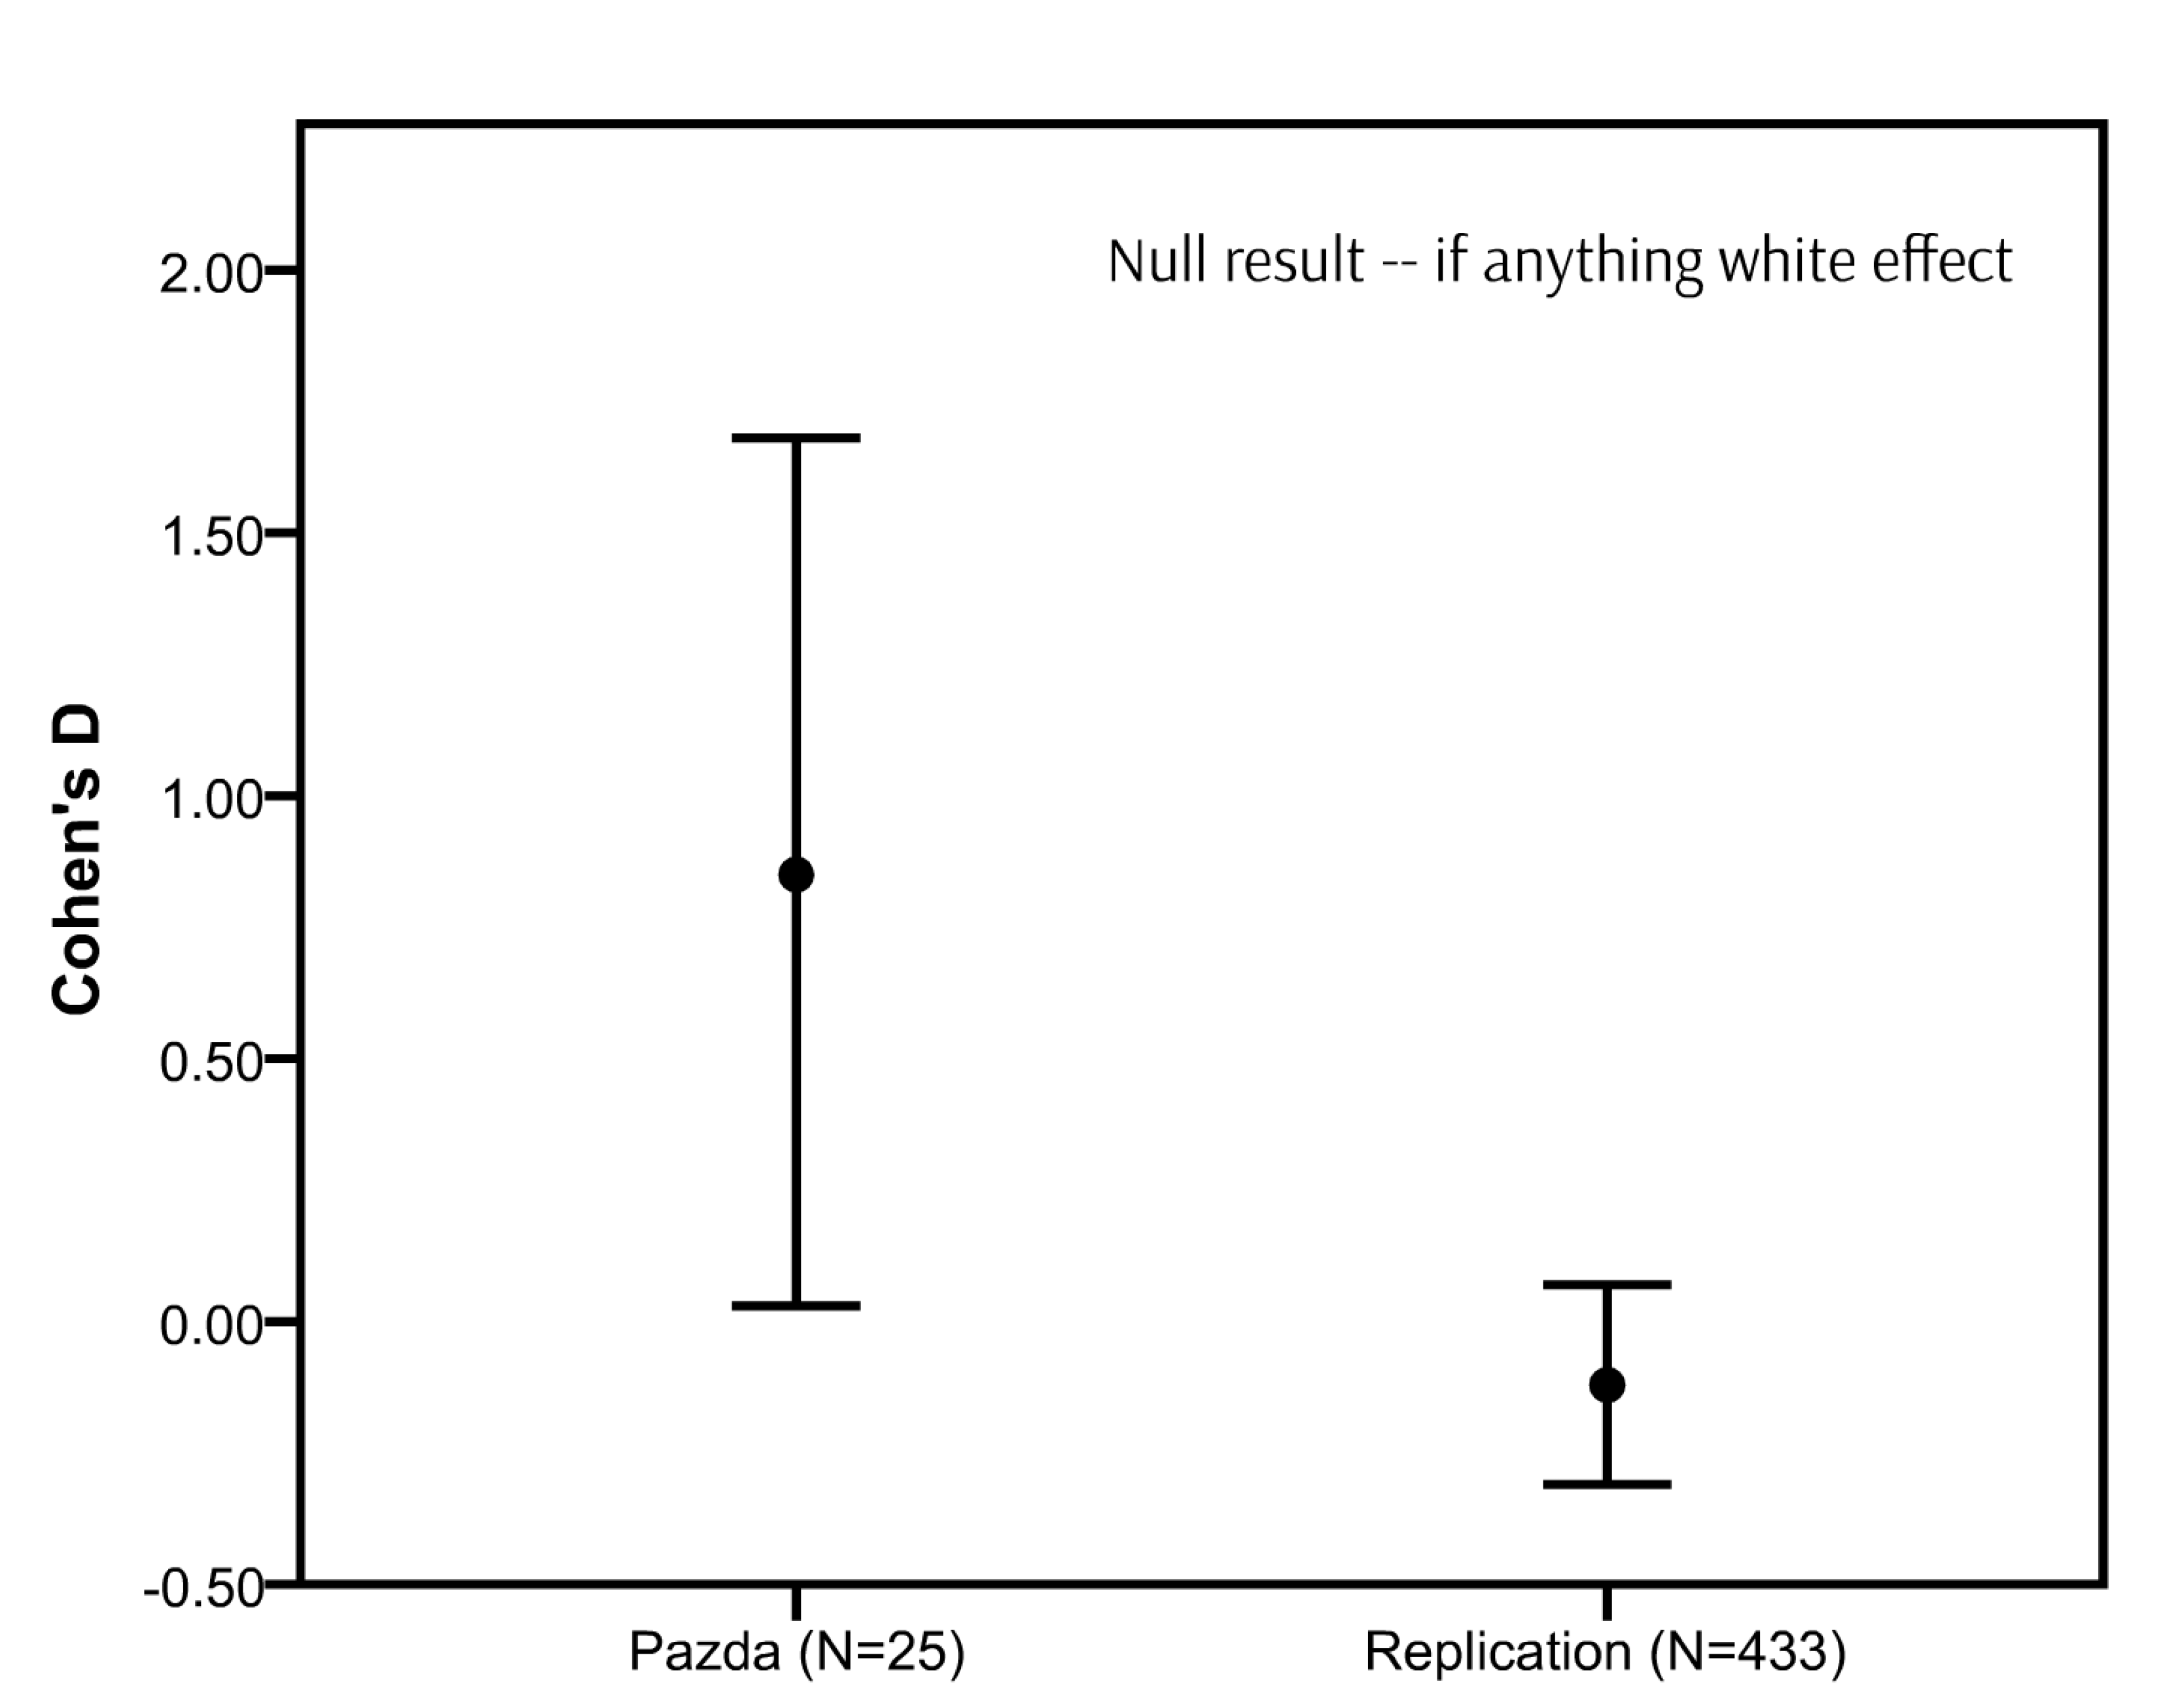 Null result -- if anything white effect
Cohen's D
2.00
1.50
1.00
0.50
0.00
-0.50
Pazda (N=25)
Replication (N=433)